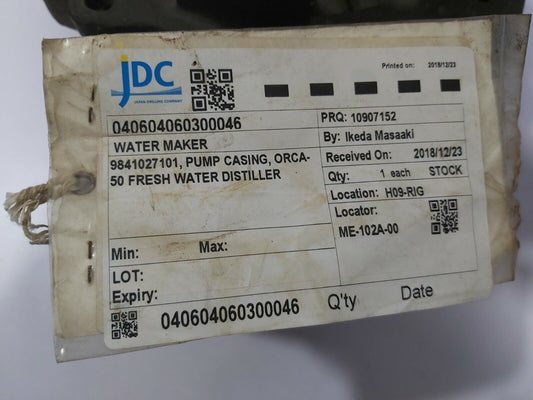 JDC
JAPAN DRILLING COMPANY
Printed on: 2018/12/23
040604060300046
PRQ: 10907152
WATER MAKER
By: Ikeda Masaaki
9841027101, PUMP CASING, ORCA-
50 FRESH WATER DISTILLER
Received On: 2018/12/23
Qty: 1 each STOCK
Location: H09-RIG
Locator:
ME-102A-00
Min: Max:
LOT:
Expiry:
040604060300046
Q'ty Date